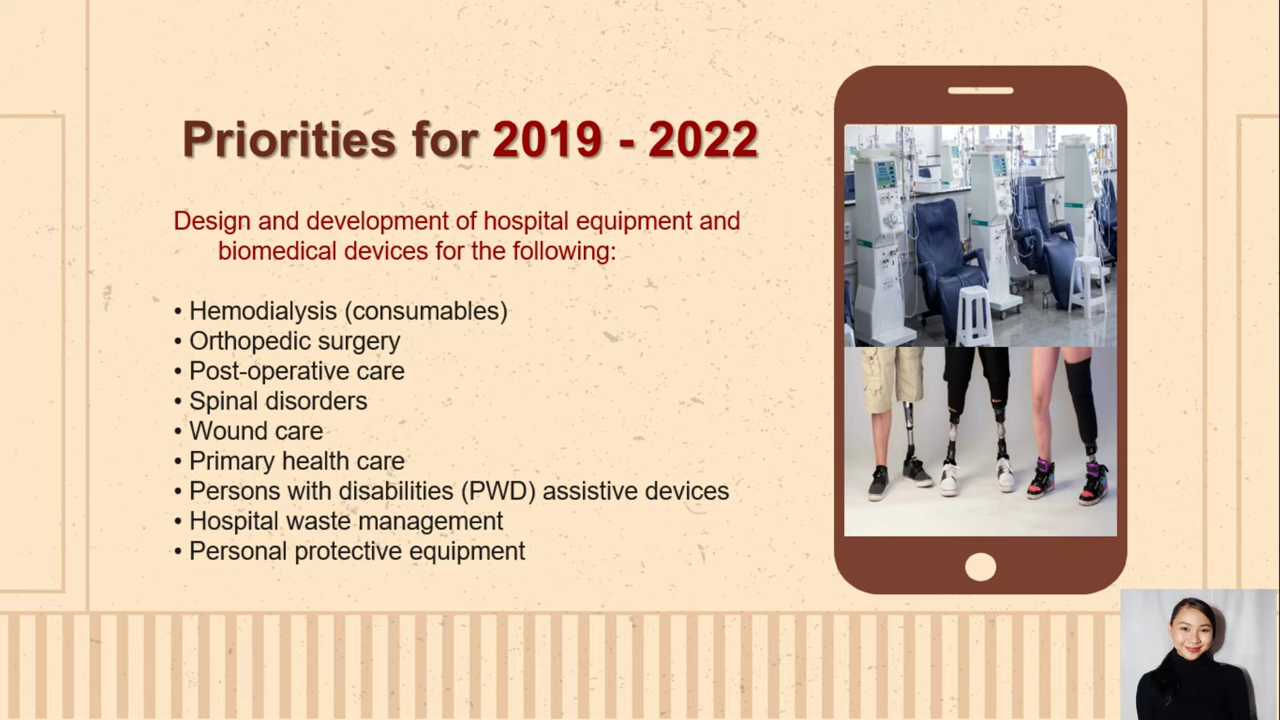 Priorities for 2019 - 2022
Design and development of hospital equipment and
biomedical devices for the following:
• Hemodialysis (consumables)
• Orthopedic surgery
• Post-operative care
• Spinal disorders
• Wound care
• Primary health care
• Persons with disabilities (PWD) assistive devices
• Hospital waste management
• Personal protective equipment